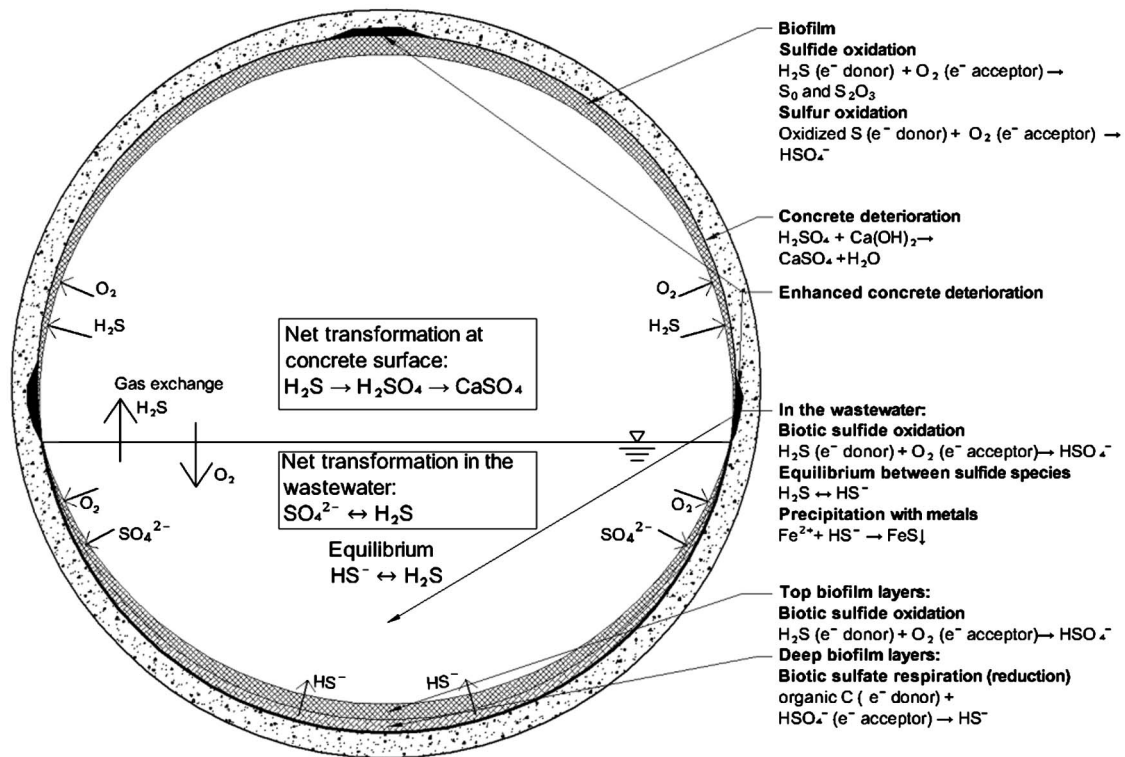 Biofilm
Sulfide oxidation
H₂S (e⁻ donor) + O₂ (e⁻ acceptor) →
S₀ and S₂O₃
Sulfur oxidation
Oxidized S (e⁻ donor) + O₂ (e⁻ acceptor) →
HSO₄⁻
Concrete deterioration
H₂SO₄ + Ca(OH)₂→
CaSO₄ +H₂O
Enhanced concrete deterioration
O₂
H₂S
O₂
H₂S
Net transformation at
concrete surface:
H₂S → H₂SO₄ → CaSO₄
Gas exchange
H₂S
O₂
Net transformation in the
wastewater:
SO₄²⁻ ↔ H₂S
Equilibrium
HS⁻ ↔ H₂S
O₂
SO₄²⁻
O₂
SO₄²⁻
HS⁻
HS⁻
In the wastewater:
Biotic sulfide oxidation
H₂S (e⁻ donor) + O₂ (e⁻ acceptor)→ HSO₄⁻
Equilibrium between sulfide species
H₂S ↔ HS⁻
Precipitation with metals
Fe²⁺+ HS⁻ → FeS↓
Top biofilm layers:
Biotic sulfide oxidation
H₂S (e⁻ donor) + O₂ (e⁻ acceptor)→ HSO₄⁻
Deep biofilm layers:
Biotic sulfate respiration (reduction)
organic C ( e⁻ donor) +
HSO₄⁻ (e⁻ acceptor) → HS⁻